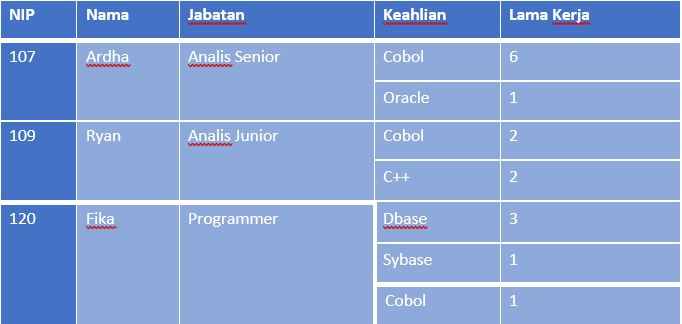 NIP Nama Jabatan Keahlian Lama Kerja
107 Ardha Analis Senior Cobol 6
Oracle 1
109 Ryan Analis Junior Cobol 2
C++ 2
120 Fika Programmer Dbase 3
Sybase 1
Cobol 1